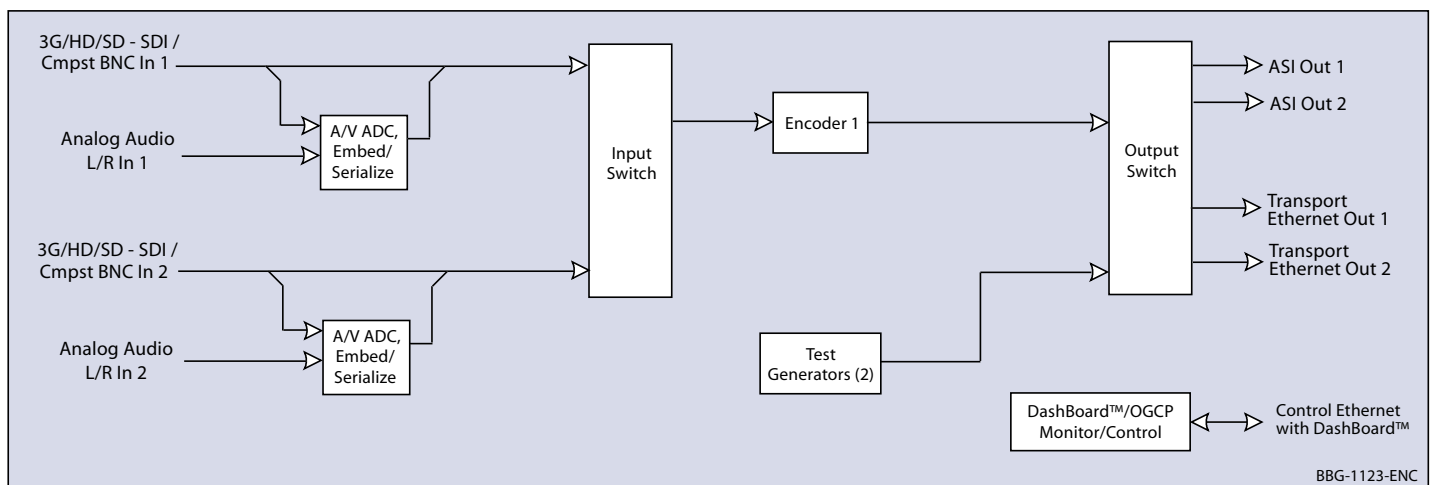 3G/HD/SD - SDI /
Cmpst BNC In 1
Analog Audio
L/R In 1
A/V ADC,
Embed/
Serialize
3G/HD/SD - SDI /
Cmpst BNC In 2
Analog Audio
L/R In 2
A/V ADC,
Embed/
Serialize
Input
Switch
Encoder 1
Test
Generators (2)
Output
Switch
ASI Out 1
ASI Out 2
Transport
Ethernet Out 1
Transport
Ethernet Out 2
DashBoard™/OGCP
Monitor/Control
Control Ethernet
with DashBoard™
BBG-1123-ENC